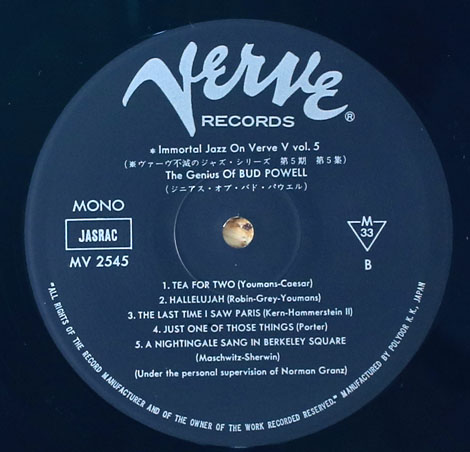 Verve
RECORDS ®
※ Immortal Jazz On Verve V vol. 5
(※ヴァーヴ不滅のジャズ・シリーズ 第5期 第5集)
The Genius Of BUD POWELL
(ジニアス・オブ・バド・パウエル)
MONO
JASRAC
MV 2545
M
33
B
1. TEA FOR TWO (Youmans-Caesar)
2. HALLELUJAH (Robin-Grey-Youmans)
3. THE LAST TIME I SAW PARIS (Kern-Hammerstein II)
4. JUST ONE OF THOSE THINGS (Porter)
5. A NIGHTINGALE SANG IN BERKELEY SQUARE
(Maschwitz-Sherwin)
(Under the personal supervision of Norman Granz)
"ALL RIGHTS OF THE RECORD MANUFACTURER AND OF THE OWNER OF THE WORK RECORDED RESERVED." MANUFACTURED BY POLYDOR K. K., JAPAN